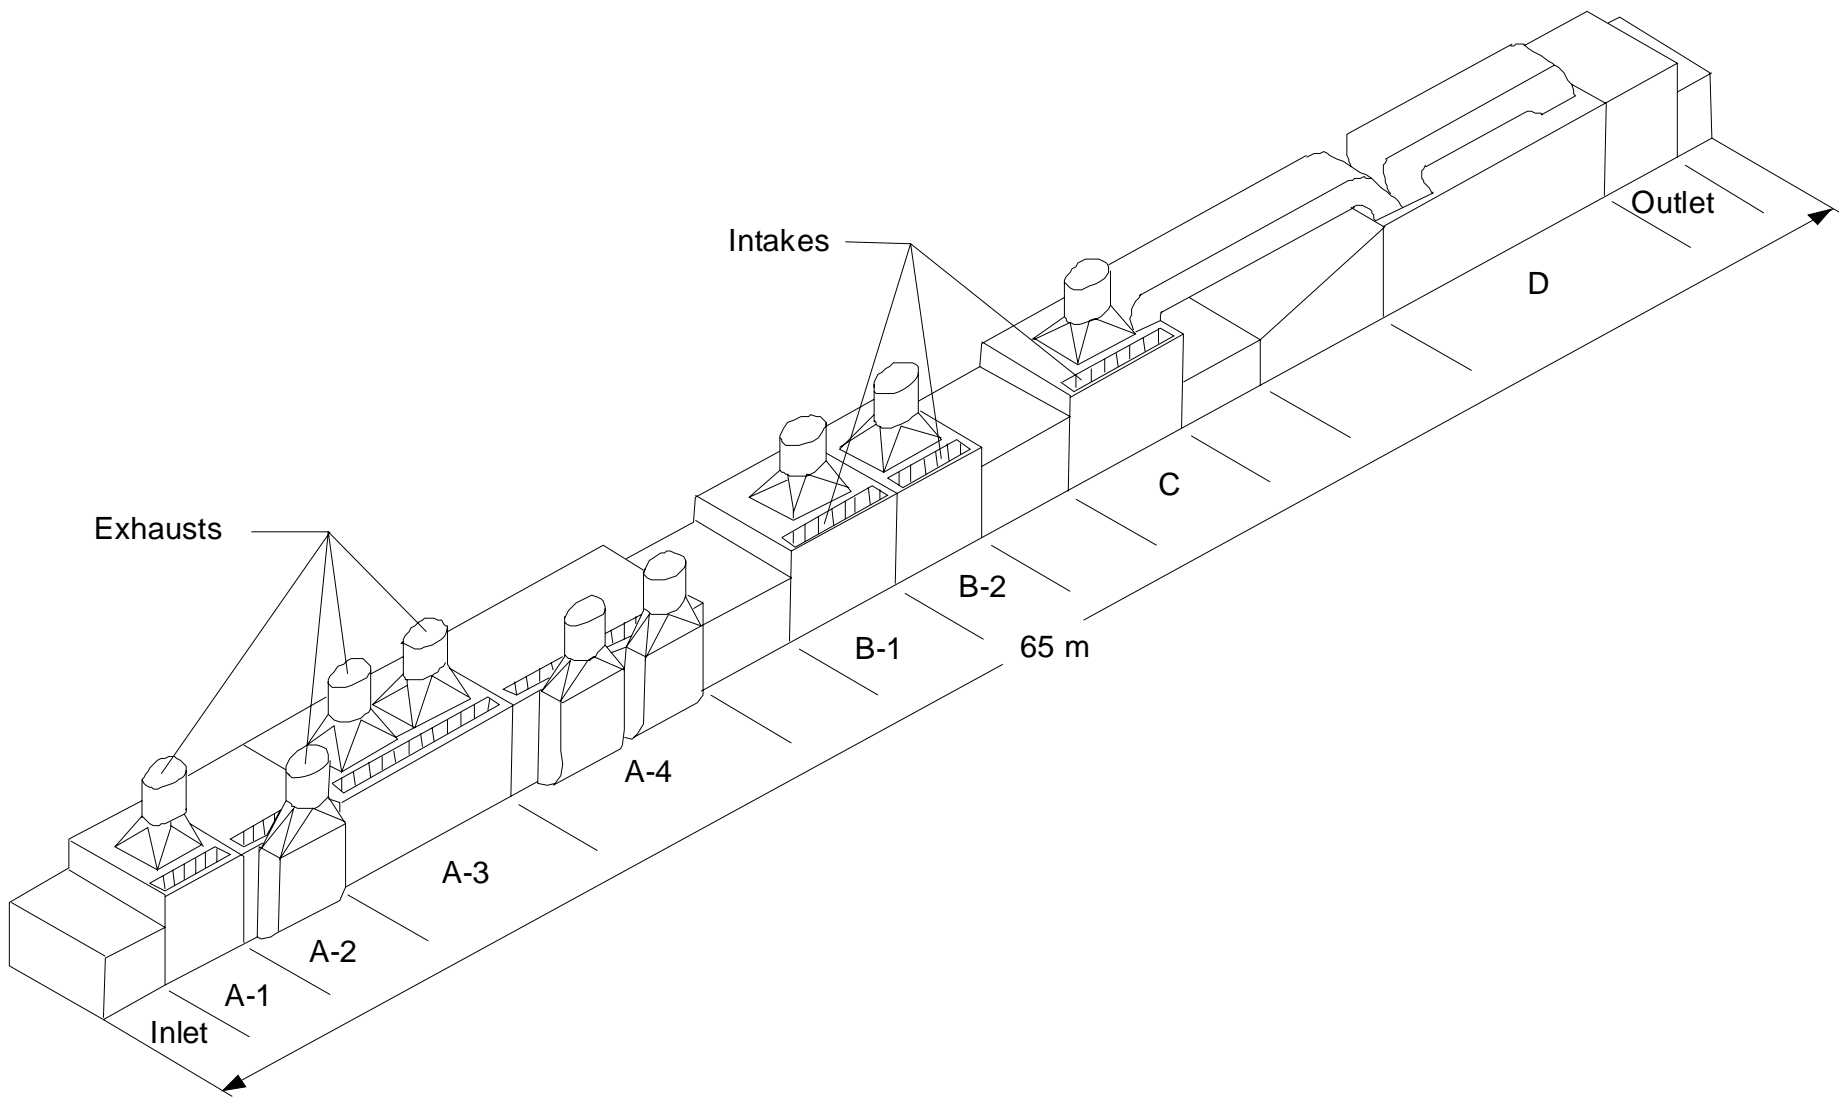 Outlet
Intakes
D
C
Exhausts
B-2
B-1
65 m
A-4
A-3
A-2
A-1
Inlet